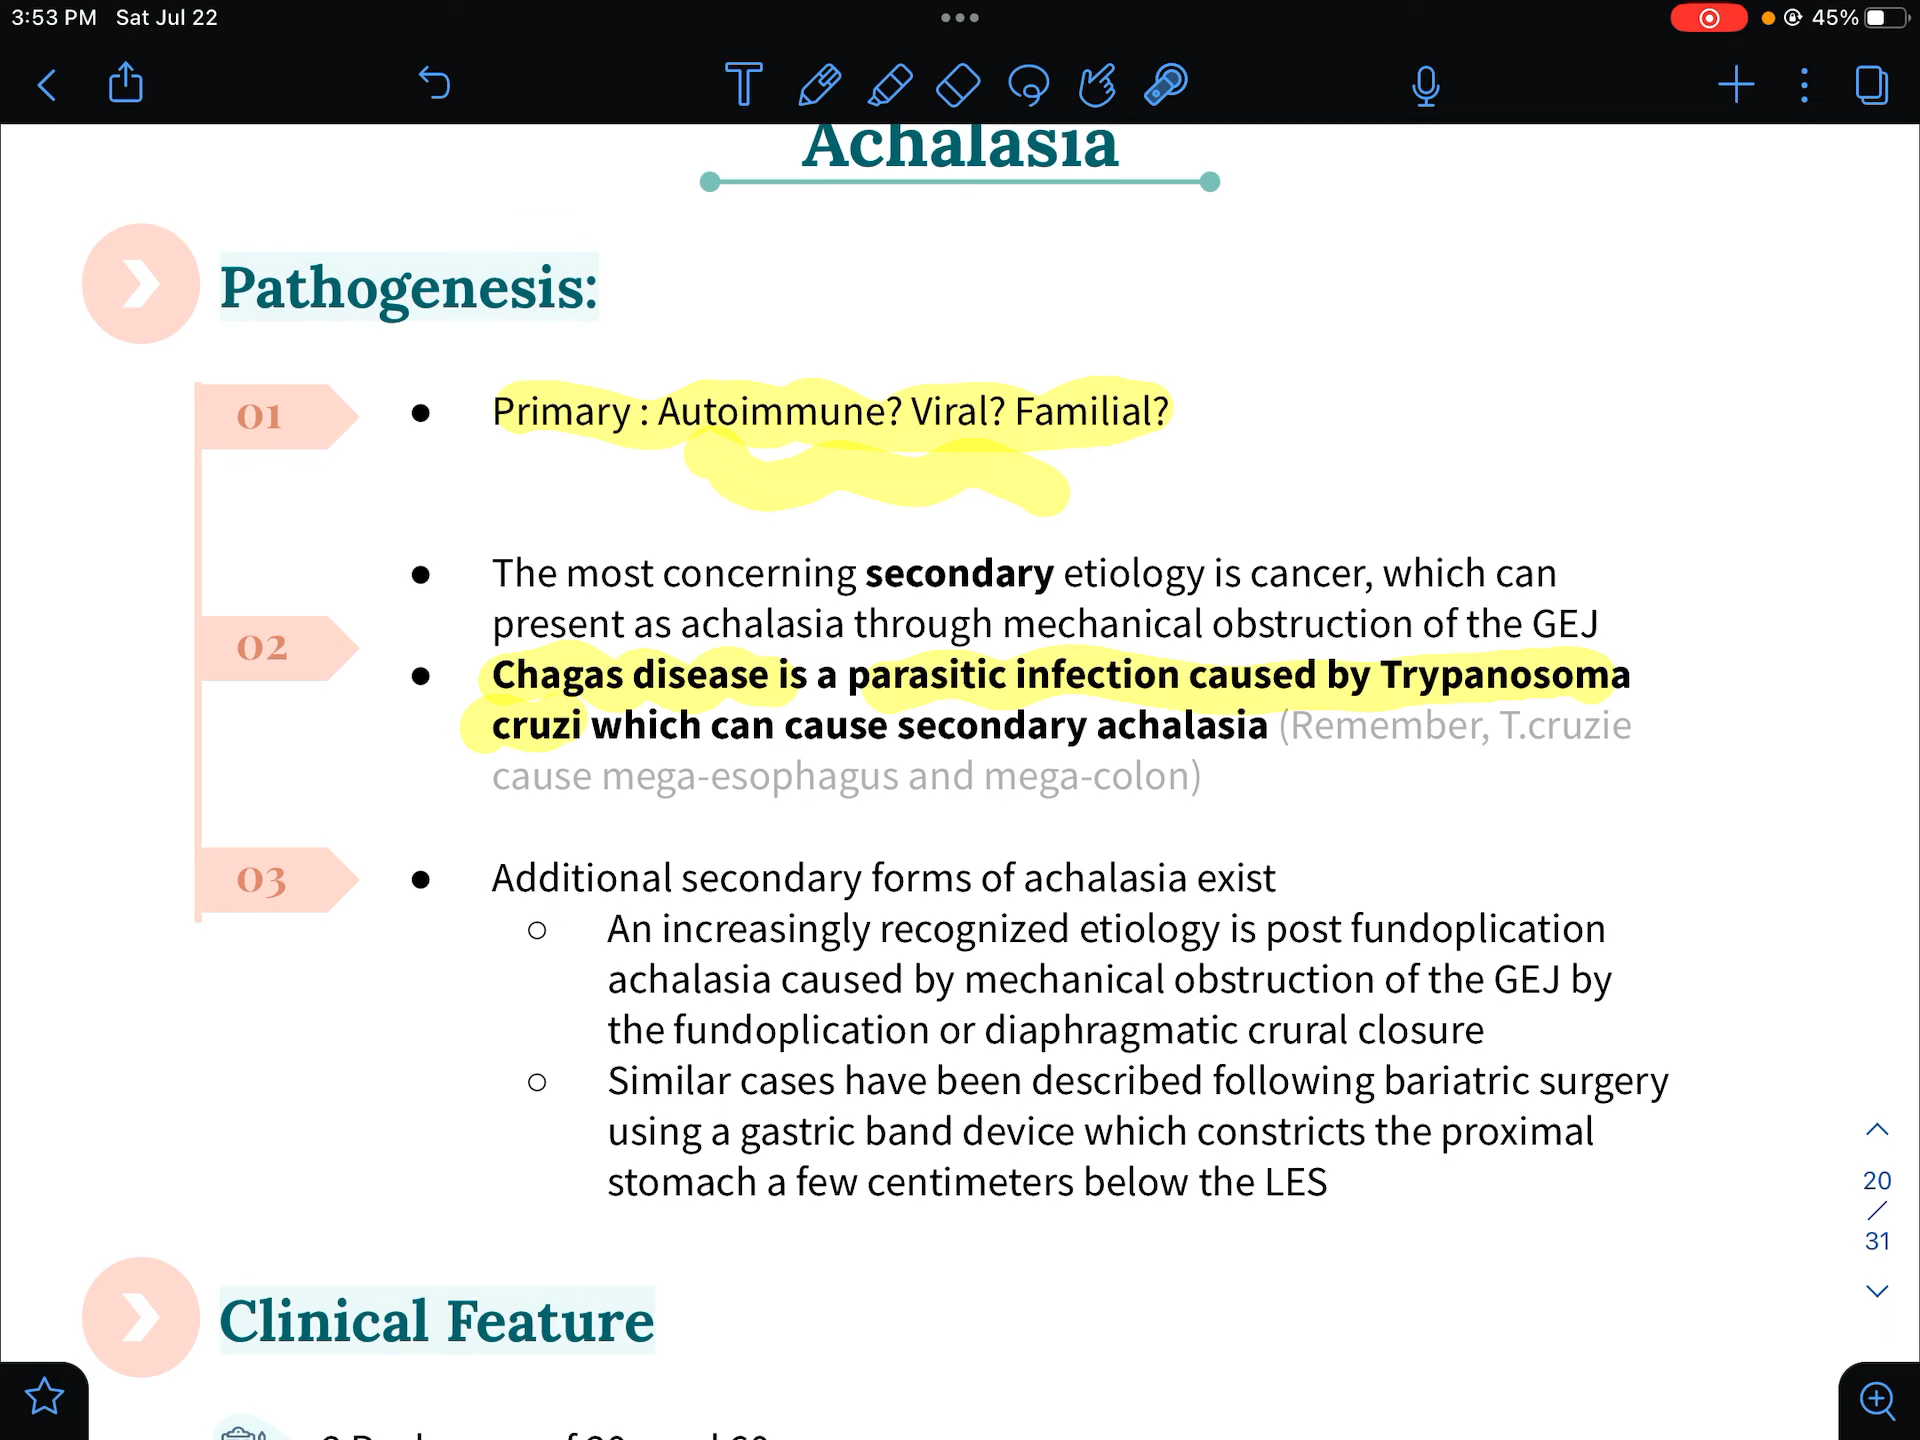 3:53 PM Sat Jul 22
45%
Achalasia
Pathogenesis:
01
● Primary : Autoimmune? Viral? Familial?
● The most concerning secondary etiology is cancer, which can
02
present as achalasia through mechanical obstruction of the GEJ
● Chagas disease is a parasitic infection caused by Trypanosoma
cruzi which can cause secondary achalasia (Remember, T.cruzie
cause mega-esophagus and mega-colon)
03
● Additional secondary forms of achalasia exist
○ An increasingly recognized etiology is post fundoplication
achalasia caused by mechanical obstruction of the GEJ by
the fundoplication or diaphragmatic crural closure
○ Similar cases have been described following bariatric surgery
using a gastric band device which constricts the proximal
stomach a few centimeters below the LES
20
/
31
Clinical Feature